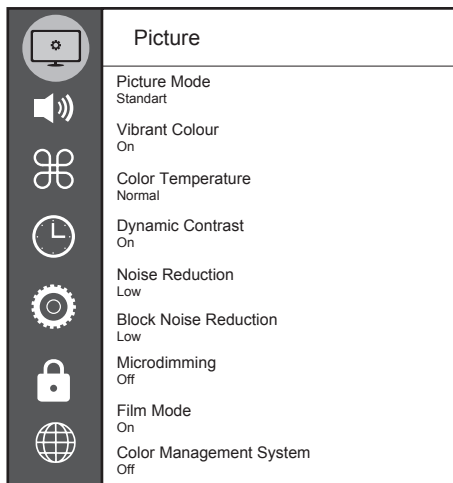 Picture
Picture Mode
Standart
Vibrant Colour
On
Color Temperature
Normal
Dynamic Contrast
On
Noise Reduction
Low
Block Noise Reduction
Low
Microdimming
Off
Film Mode
On
Color Management System
Off